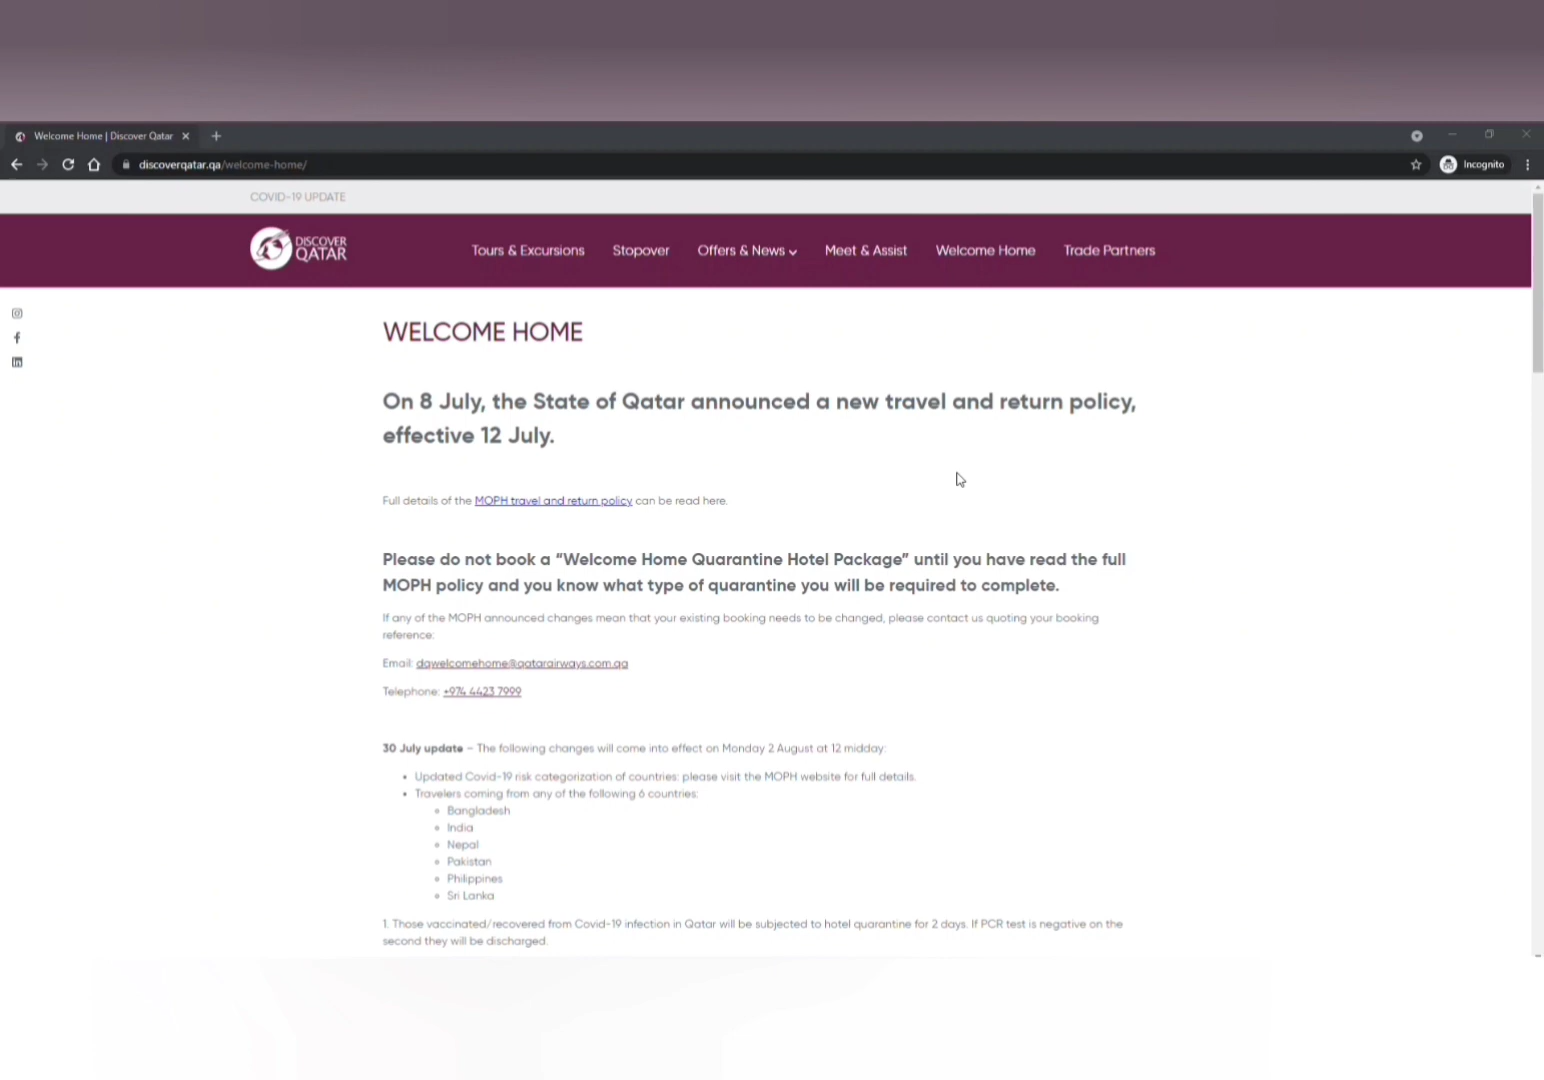 Welcome Home | Discover Qatar
discoverqatar.qa/welcome-home/
Incognito
COVID-19 UPDATE
DISCOVER
QATAR
Tours & Excursions
Stopover
Offers & News
Meet & Assist
Welcome Home
Trade Partners
WELCOME HOME
On 8 July, the State of Qatar announced a new travel and return policy,
effective 12 July.
Full details of the MOPH travel and return policy can be read here.
Please do not book a “Welcome Home Quarantine Hotel Package” until you have read the full
MOPH policy and you know what type of quarantine you will be required to complete.
If any of the MOPH announced changes mean that your existing booking needs to be changed, please contact us quoting your booking
reference:
Email: dqwelcomehome@qatarairways.com.qa
Telephone: +974 4423 7999
30 July update – The following changes will come into effect on Monday 2 August at 12 midday:
Updated Covid-19 risk categorization of countries: please visit the MOPH website for full details.
Travelers coming from any of the following 6 countries:
Bangladesh
India
Nepal
Pakistan
Philippines
Sri Lanka
1. Those vaccinated/recovered from Covid-19 infection in Qatar will be subjected to hotel quarantine for 2 days. If PCR test is negative on the
second they will be discharged.